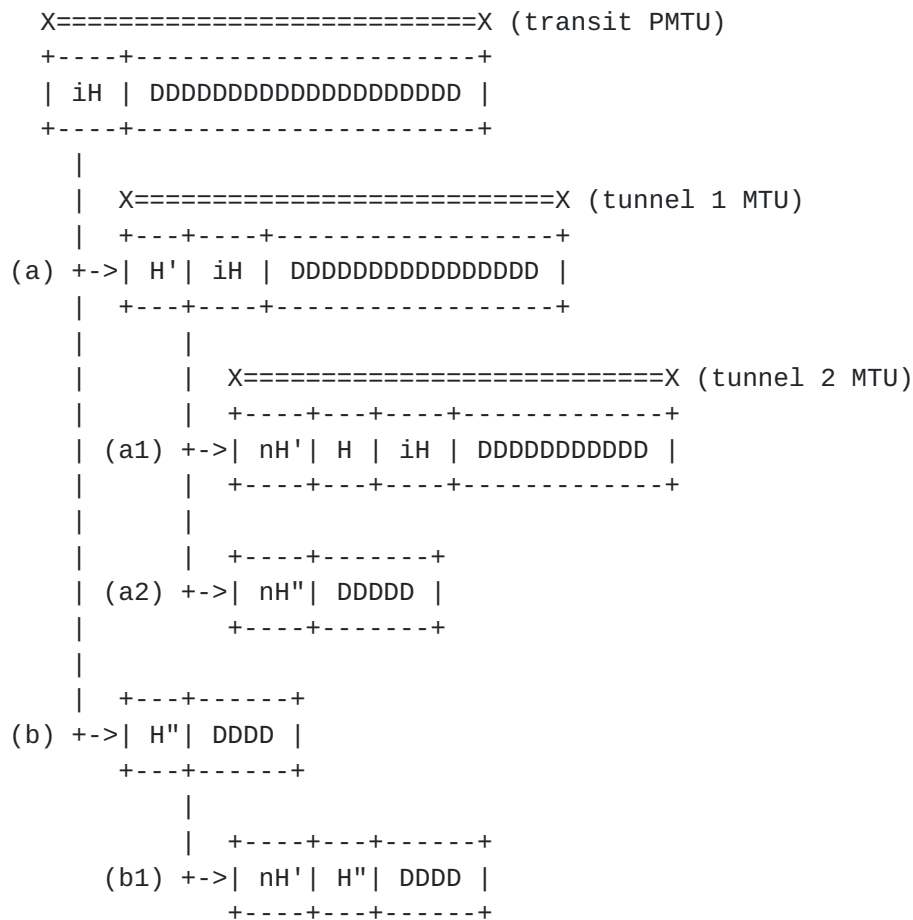 X===========================X (transit PMTU)
  +----+----------------------+
  | iH | DDDDDDDDDDDDDDDDDDDD |
  +----+----------------------+
    |
    |  X===========================X (tunnel 1 MTU)
    |  +---+----+------------------+
(a) +->| H'| iH | DDDDDDDDDDDDDDDD |
    |  +---+----+------------------+
    |      |
    |      |  X===========================X (tunnel 2 MTU)
    |      |  +----+---+----+-------------+
    | (a1) +->| nH'| H | iH | DDDDDDDDDDD |
    |      |  +----+---+----+-------------+
    |      |
    |      |  +----+-------+
    | (a2) +->| nH"| DDDDD |
    |         +----+-------+
    |
    |  +---+------+
(b) +->| H"| DDDD |
       +---+------+
           |
           |  +----+---+------+
      (b1) +->| nH'| H"| DDDD |
              +----+---+------+